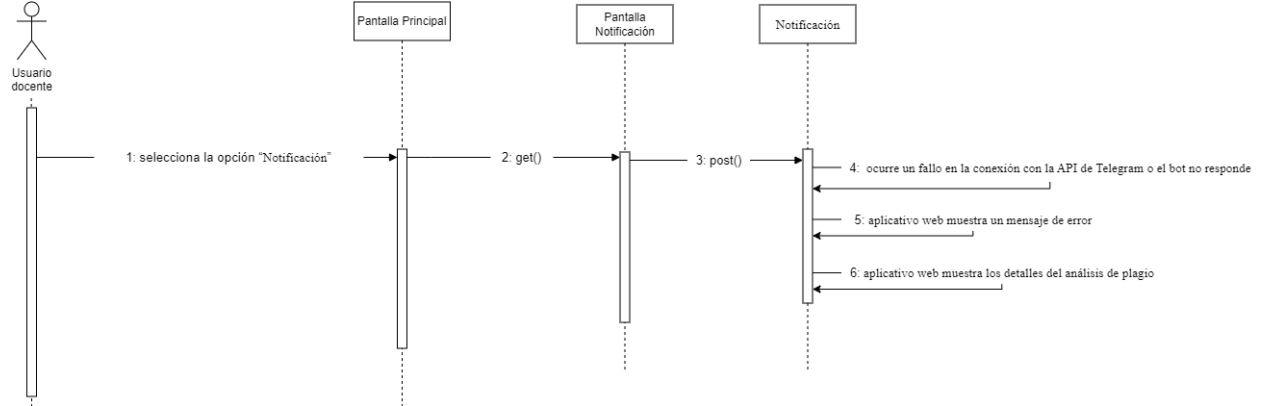 Usuario
docente
Pantalla Principal
Pantalla
Notificación
Notificación
1: selecciona la opción “Notificación”
2: get()
3: post()
4: ocurre un fallo en la conexión con la API de Telegram o el bot no responde
5: aplicativo web muestra un mensaje de error
6: aplicativo web muestra los detalles del análisis de plagio